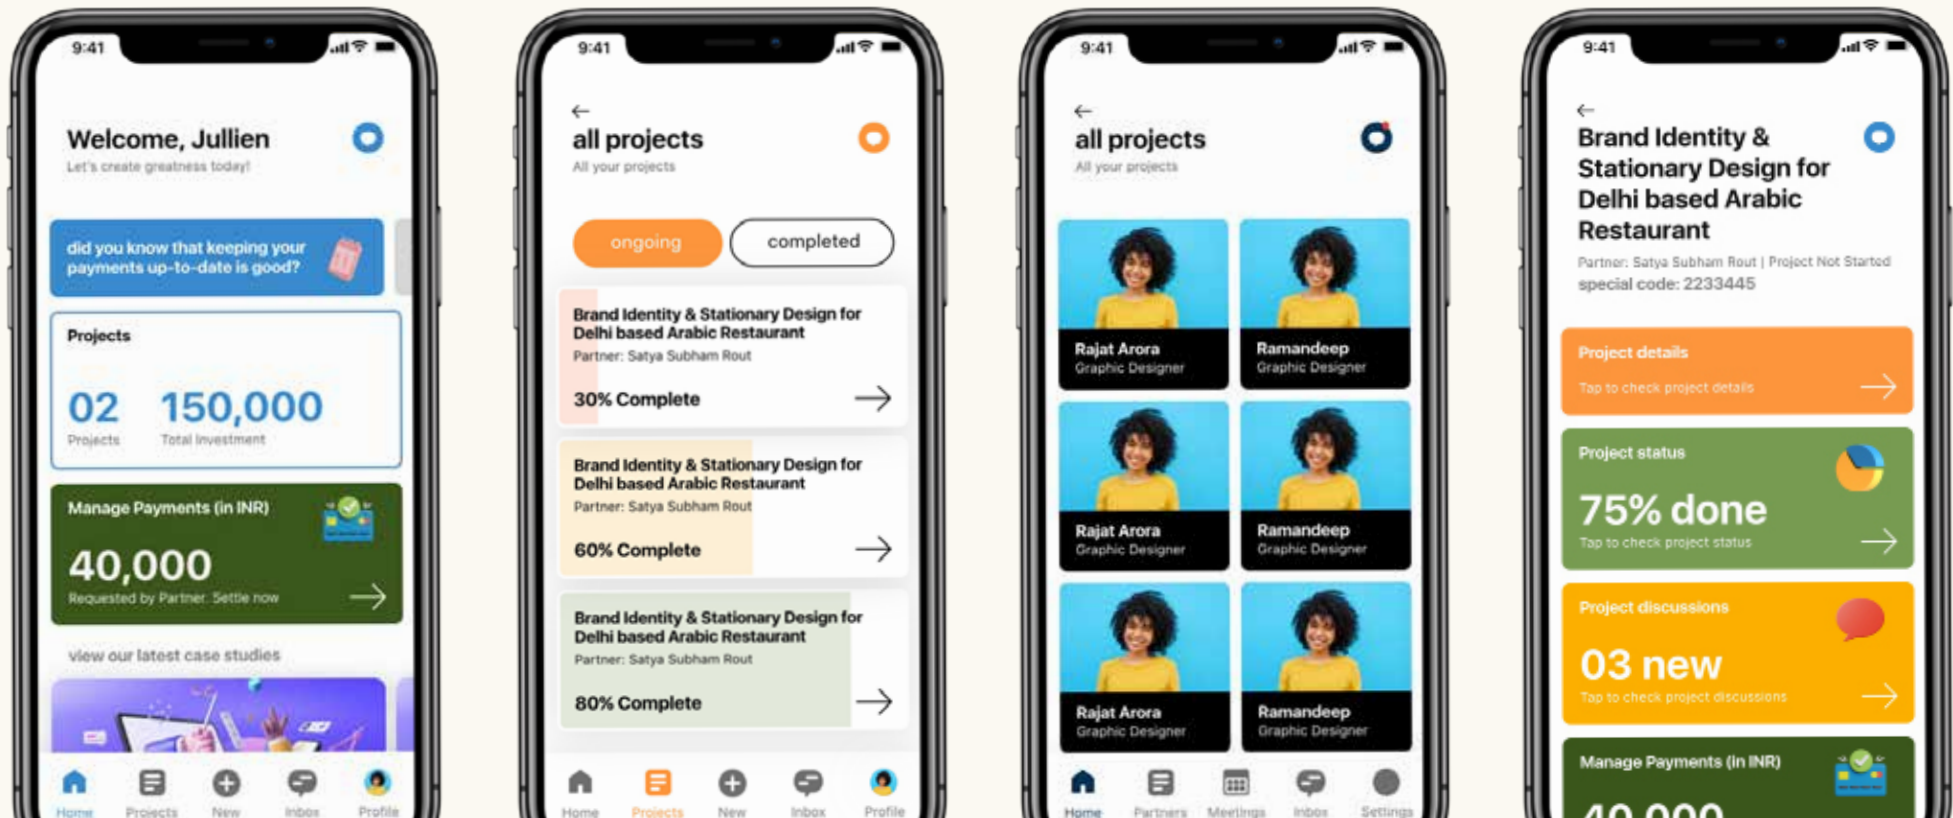 9:41
Welcome, Jullien
Let's create greatness today!
did you know that keeping your
payments up-to-date is good?
Projects
02
150,000
Projects
Total Investment
Manage Payments (in INR)
40,000
Requested by Partner. Settle now
view our latest case studies
Home
Projects
New
Inbox
Profile
9:41
all projects
All your projects
ongoing
completed
Brand Identity & Stationary Design for
Delhi based Arabic Restaurant
Partner: Satya Subham Rout
30% Complete
Brand Identity & Stationary Design for
Delhi based Arabic Restaurant
Partner: Satya Subham Rout
60% Complete
Brand Identity & Stationary Design for
Delhi based Arabic Restaurant
Partner: Satya Subham Rout
80% Complete
Home
Projects
New
Inbox
Profile
9:41
all projects
All your projects
Rajat Arora
Graphic Designer
Ramandeep
Graphic Designer
Rajat Arora
Graphic Designer
Ramandeep
Graphic Designer
Rajat Arora
Graphic Designer
Ramandeep
Graphic Designer
Home
Partners
Meetings
Inbox
Settings
9:41
Brand Identity &
Stationary Design for
Delhi based Arabic
Restaurant
Partner: Satya Subham Rout | Project Not Started
special code: 2233445
Project details
Tap to check project details
Project status
75% done
Tap to check project status
Project discussions
03 new
Tap to check project discussions
Manage Payments (in INR)
40,000